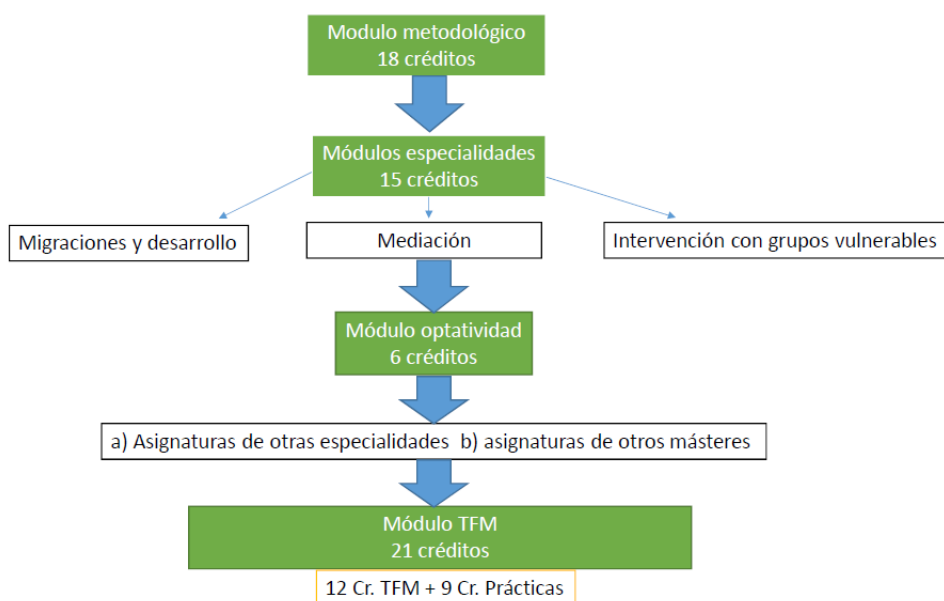 Modulo metodológico
18 créditos
Módulos especialidades
15 créditos
Migraciones y desarrollo
Mediación
Intervención con grupos vulnerables
Módulo optatividad
6 créditos
a) Asignaturas de otras especialidades b) asignaturas de otros másteres
Módulo TFM
21 créditos
12 Cr. TFM + 9 Cr. Prácticas